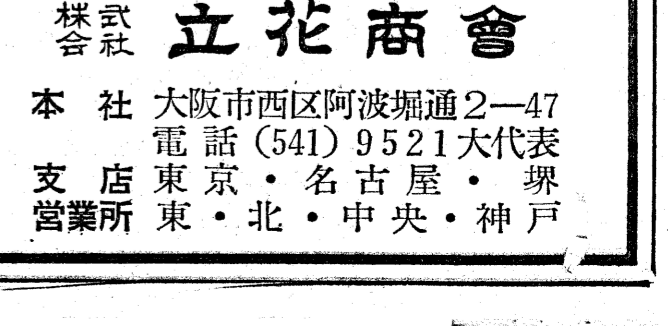 株式会社 立花商會
本社 大阪市西区阿波堀通2―47
電話(541)9521大代表
支店 東京・名古屋・堺
営業所 東・北・中央・神戸